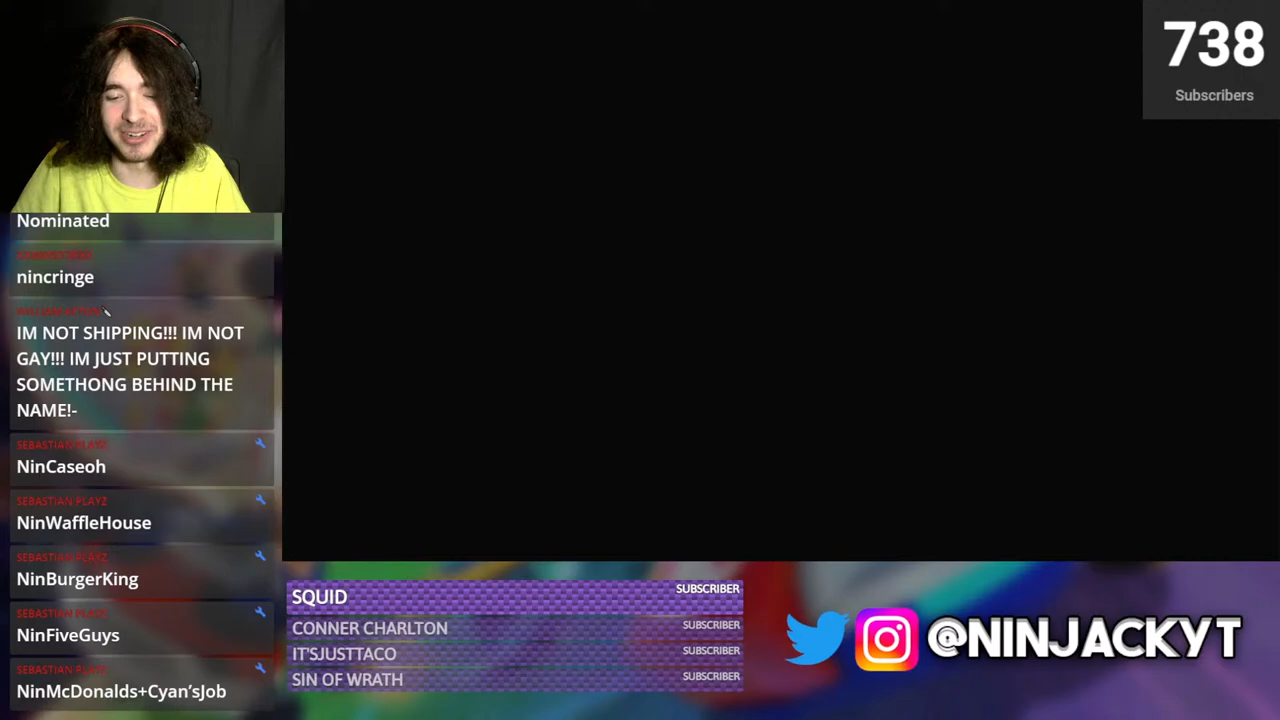 738
Subscribers
Nominated
nincringe
IM NOT SHIPPING!!! IM NOT
GAY!!! IM JUST PUTTING
SOMETHONG BEHIND THE
NAME!-
SEBASTIAN PLAYZ
NinCaseoh
SEBASTIAN PLAYZ
NinWaffleHouse
SEBASTIAN PLAYZ
NinBurgerKing
SEBASTIAN PLAYZ
NinFiveGuys
SEBASTIAN PLAYZ
NinMcDonalds+Cyan’sJob
SQUID SUBSCRIBER
CONNER CHARLTON SUBSCRIBER
IT'SJUSTTACO SUBSCRIBER
SIN OF WRATH SUBSCRIBER
@NINJACKYT